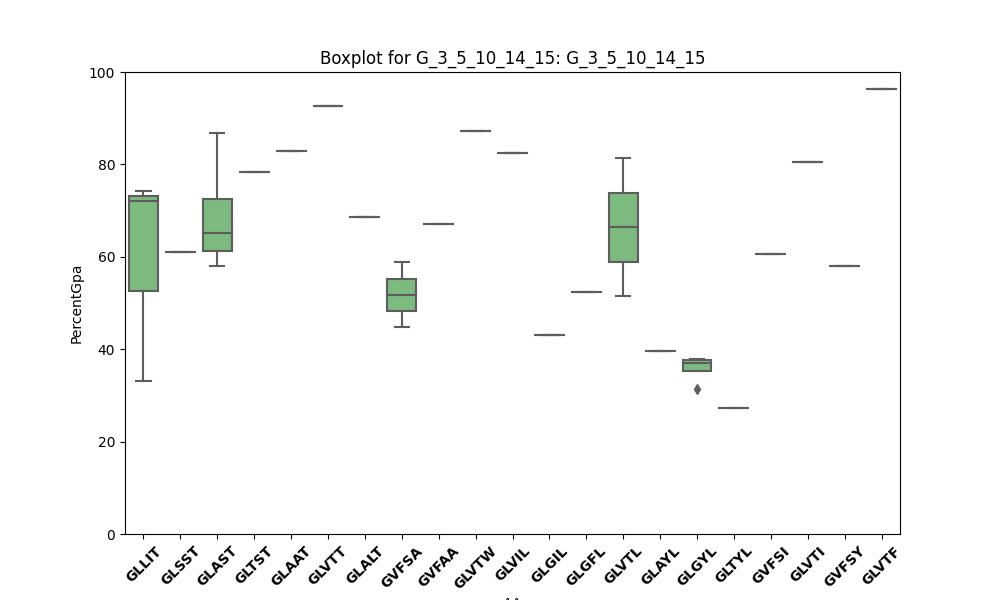 Boxplot for G_3_5_10_14_15: G_3_5_10_14_15
100
80
60
40
20
0
PercentGpa
GLLIT GLSST GLAST GLTST GLAAT GLVTT GLALT GVFSA GVFAA GLVTW GLVIL GLGIL GLGFL GLVTL GLAYL GLGYL GLTYL GVFSI GLVTI GVFSY GLVTF